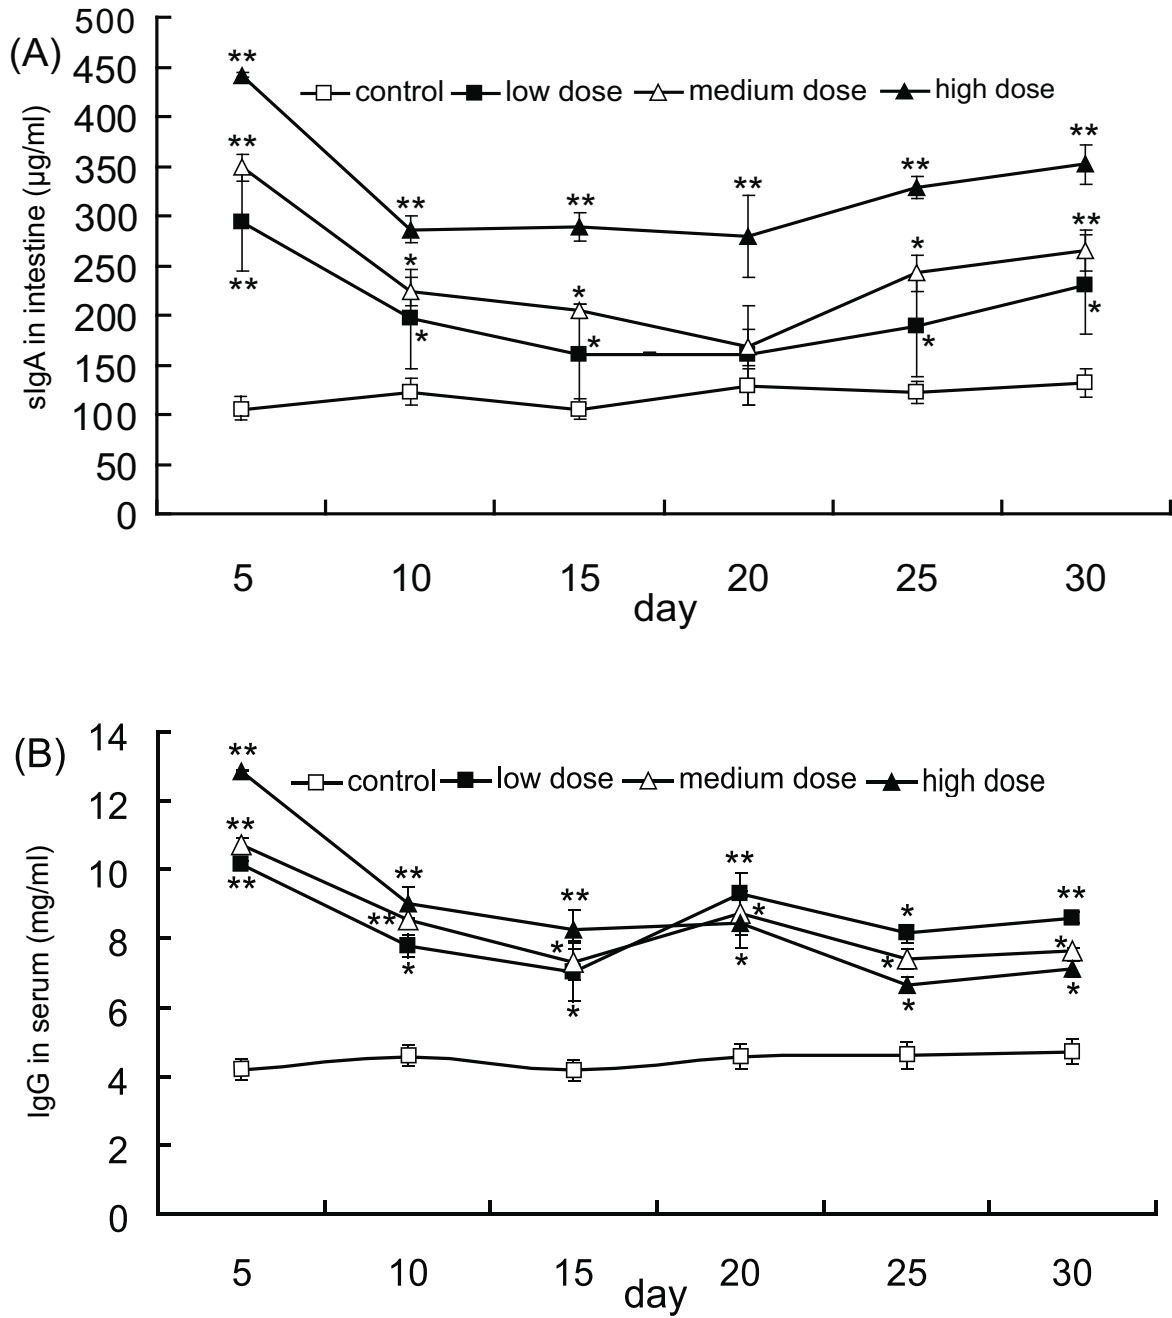 (A)
sIgA in intestine (μg/ml)
500
450
400
350
300
250
200
150
100
50
0
control low dose medium dose high dose
** ** ** ** ** **
** * * * **
** * * * *
5 10 15 20 25 30
day
(B)
IgG in serum (mg/ml)
14
12
10
8
6
4
2
0
control low dose medium dose high dose
** ** ** ** * **
** ** * * * *
** * * * * *
5 10 15 20 25 30
day